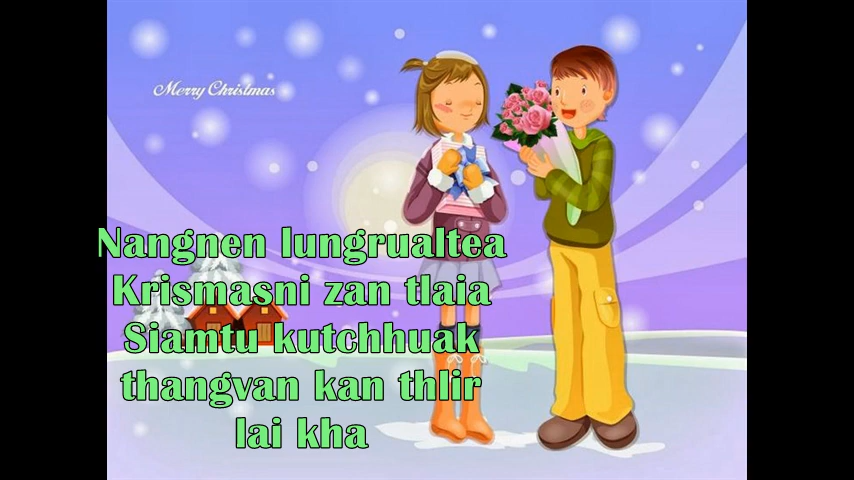 Merry Christmas
Nangnen lungrualtea
Krismasni zan tlaia
Siamtu kutchhuak
thangvan kan thlir
lai kha